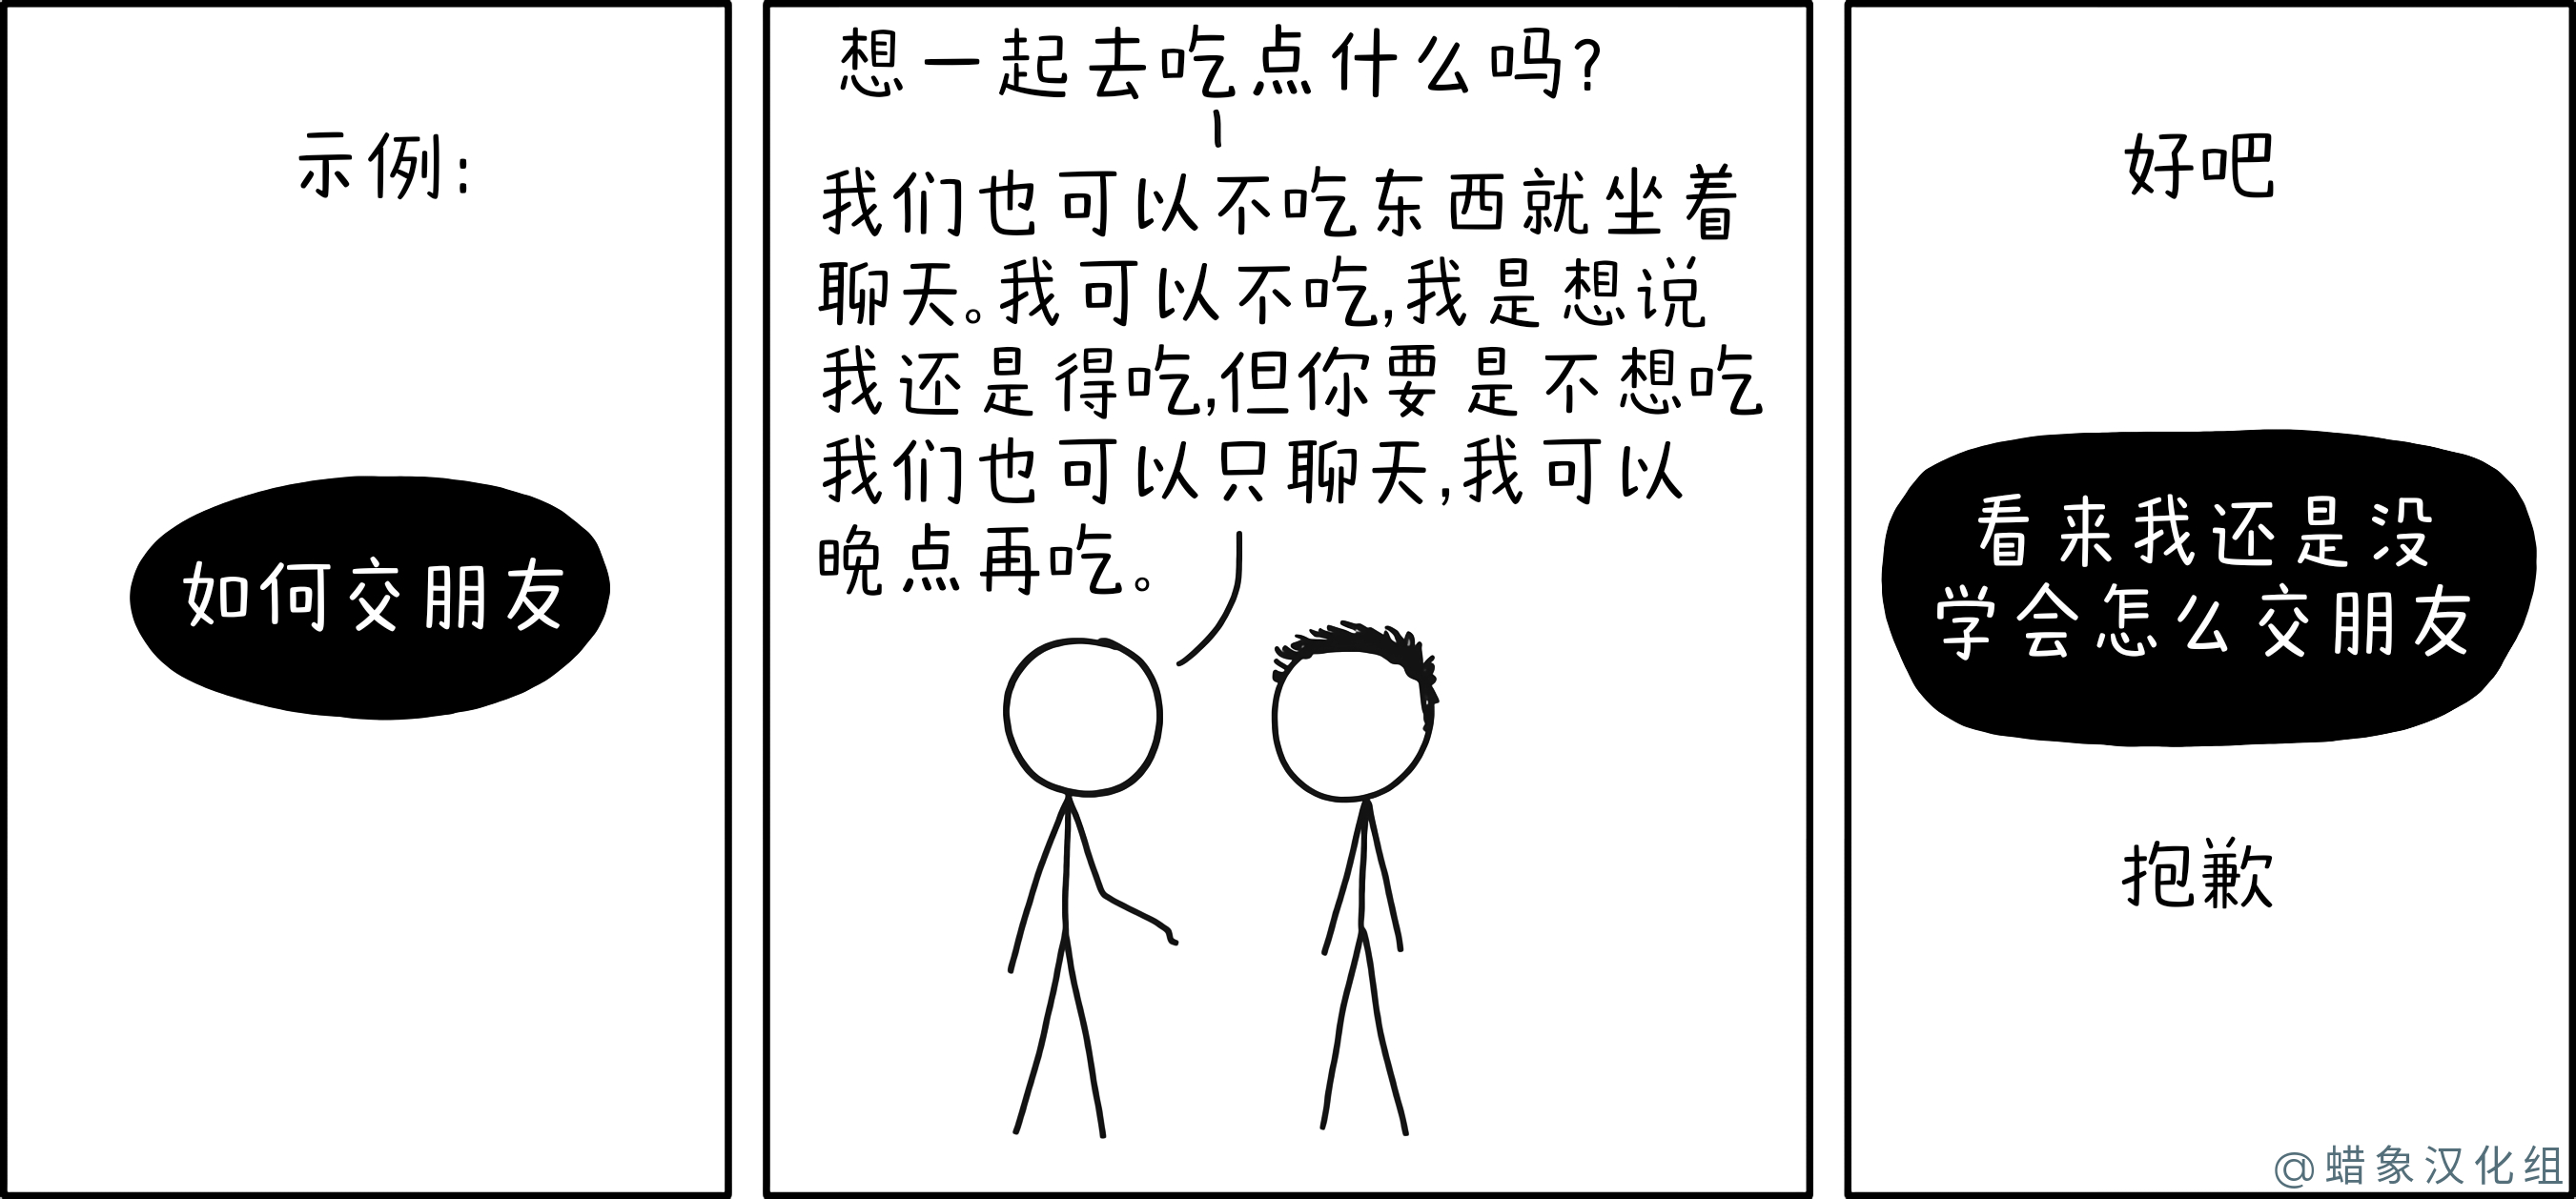 示例:
如何交朋友
想一起去吃点什么吗?
我们也可以不吃东西就坐着
聊天。我可以不吃,我是想说
我还是得吃,但你要是不想吃
我们也可以只聊天,我可以
晚点再吃。
好吧
看来我还是没
学会怎么交朋友
抱歉
@蜡象汉化组